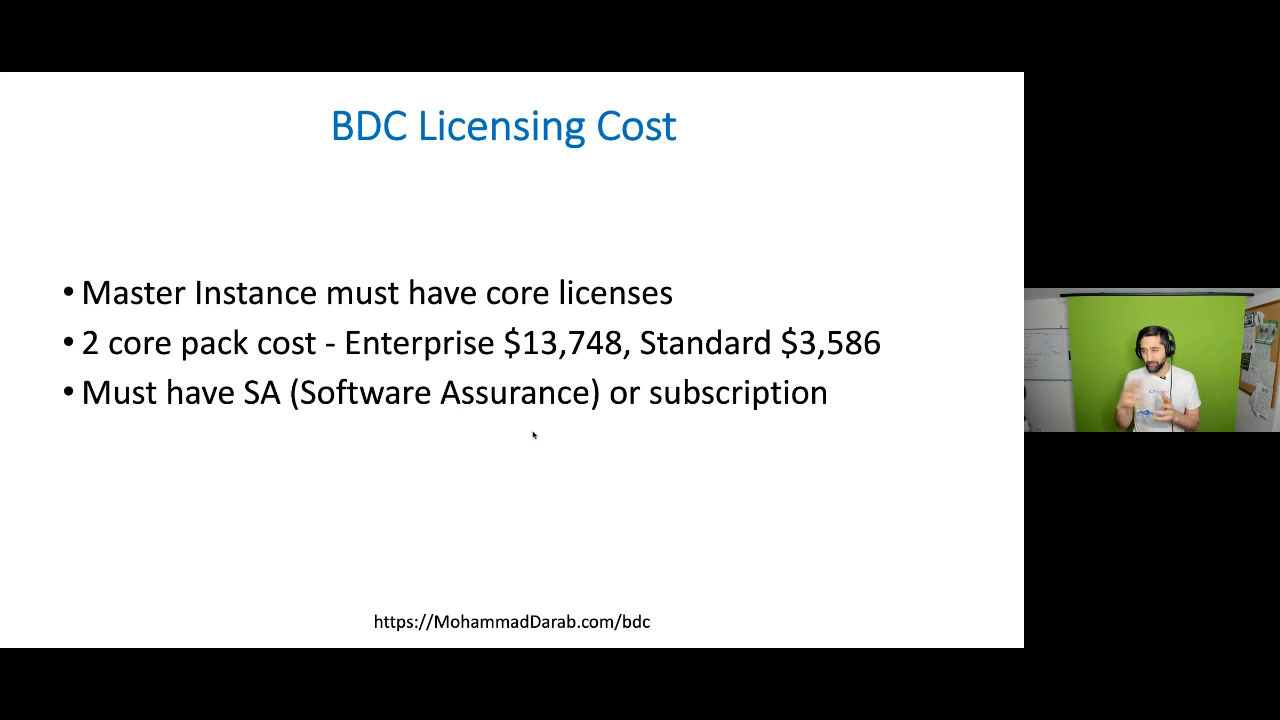 BDC Licensing Cost
• Master Instance must have core licenses
• 2 core pack cost - Enterprise $13,748, Standard $3,586
• Must have SA (Software Assurance) or subscription
https://MohammadDarab.com/bdc